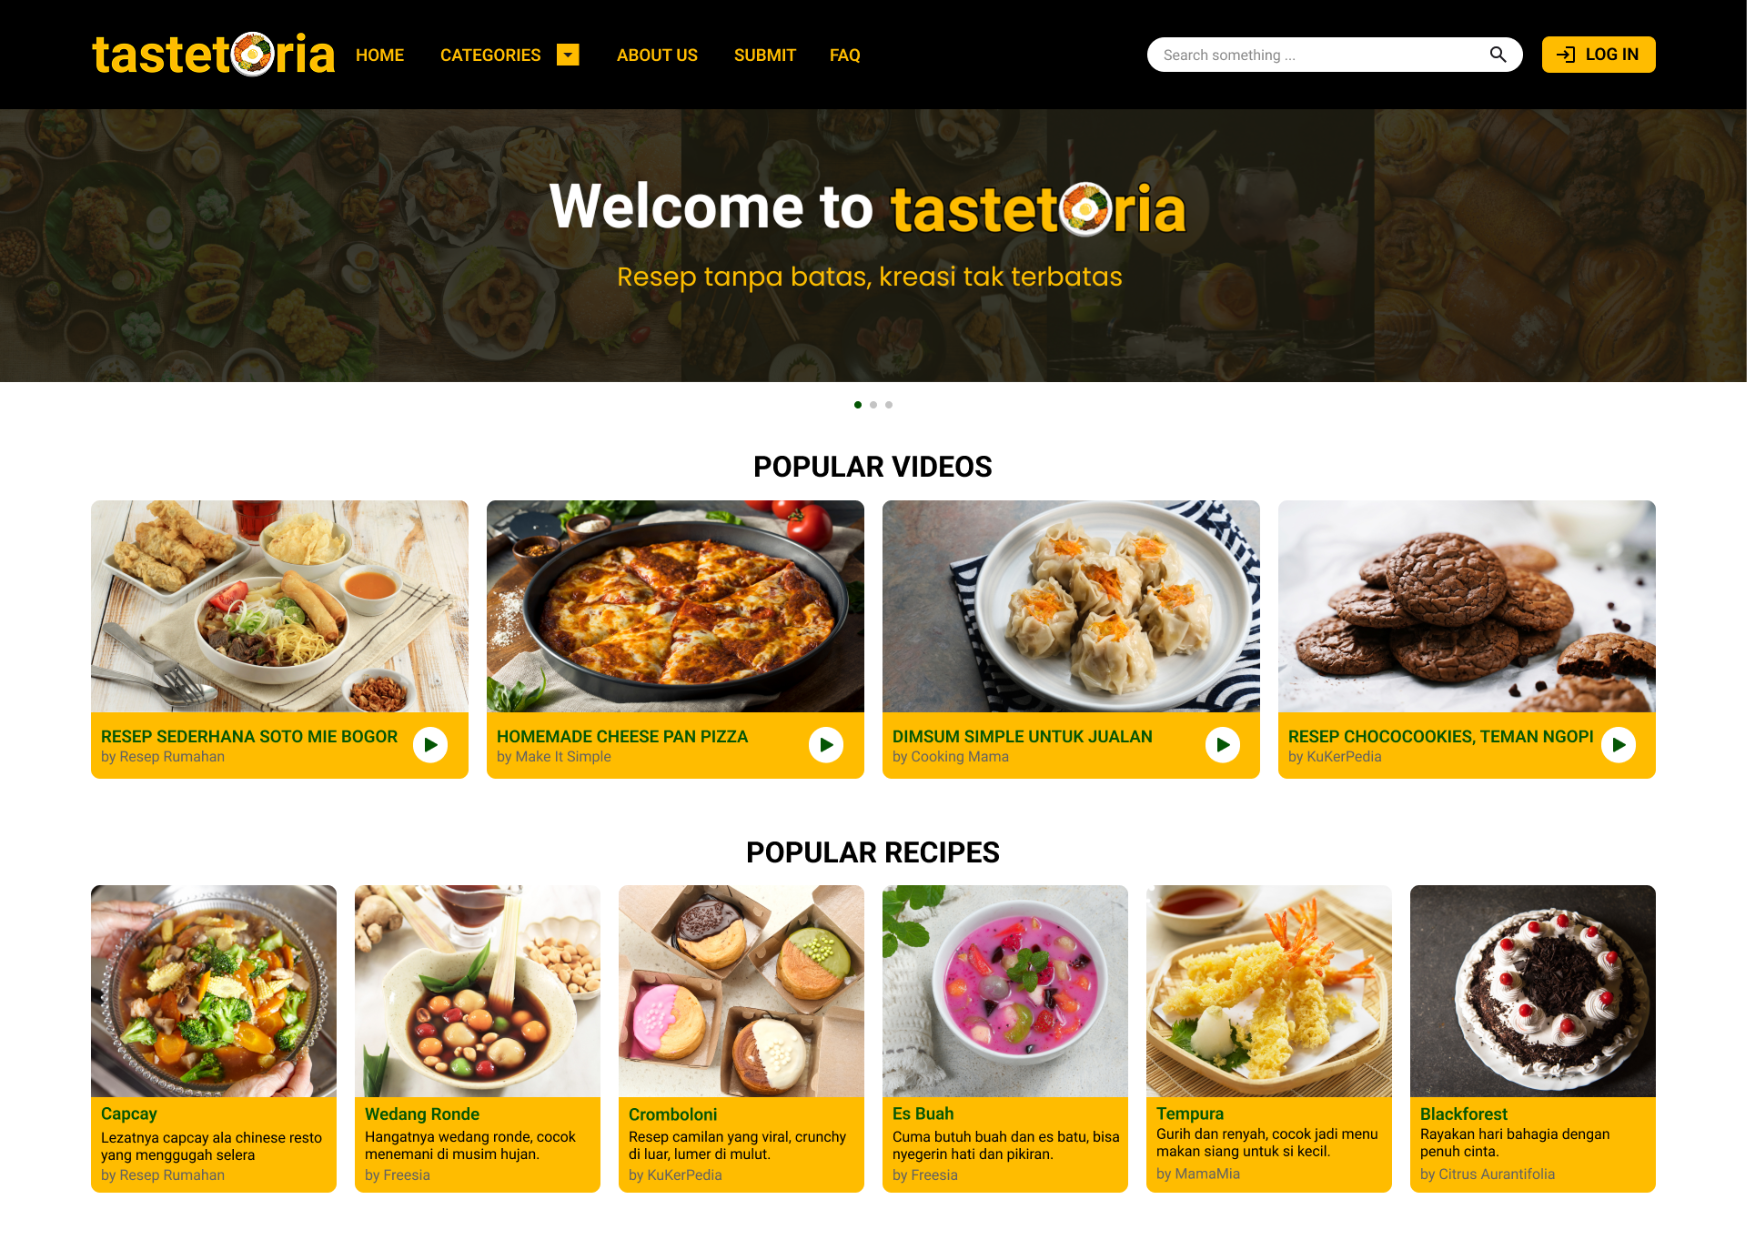 tastetoria
HOME
CATEGORIES
ABOUT US
SUBMIT
FAQ
Search something ...
LOG IN
Welcome to tastetoria
Resep tanpa batas, kreasi tak terbatas
POPULAR VIDEOS
RESEP SEDERHANA SOTO MIE BOGOR
by Resep Rumahan
HOMEMADE CHEESE PAN PIZZA
by Make It Simple
DIMSUM SIMPLE UNTUK JUALAN
by Cooking Mama
RESEP CHOCOCOOKIES, TEMAN NGOPI
by KuKerPedia
POPULAR RECIPES
Capcay
Lezatnya capcay ala chinese resto
yang menggugah selera
by Resep Rumahan
Wedang Ronde
Hangatnya wedang ronde, cocok
menemani di musim hujan.
by Freesia
Cromboloni
Resep camilan yang viral, crunchy
di luar, lumer di mulut.
by KuKerPedia
Es Buah
Cuma butuh buah dan es batu, bisa
nyegerin hati dan pikiran.
by Freesia
Tempura
Gurih dan renyah, cocok jadi menu
makan siang untuk si kecil.
by MamaMia
Blackforest
Rayakan hari bahagia dengan
penuh cinta.
by Citrus Aurantifolia